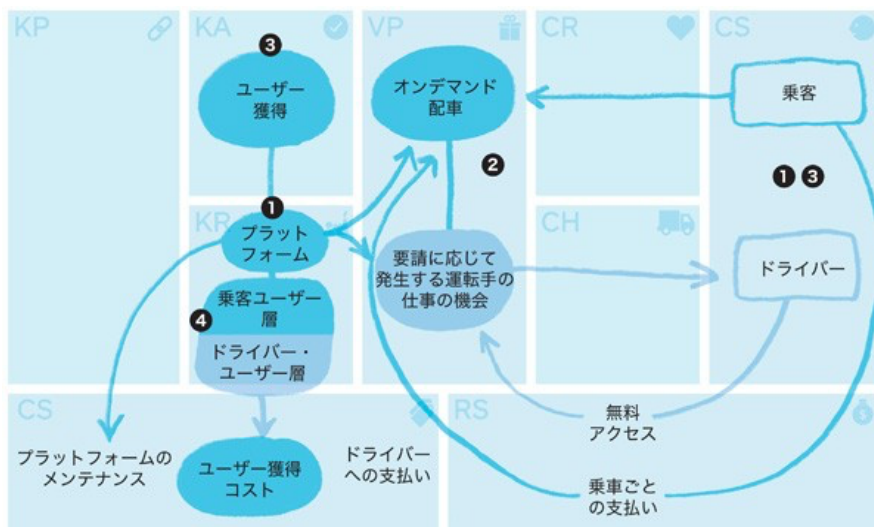 KP
KA
VP
CR
CS
❸
ユーザー
獲得
オンデマンド
配車
乗客
❷
❶ ❸
❶
KR
プラット
フォーム
CH
要請に応じて
発生する運転手の
仕事の機会
ドライバー
乗客ユーザー
層
❹
ドライバー・
ユーザー層
CS
RS
無料
アクセス
プラットフォームの
メンテナンス
ユーザー獲得
コスト
ドライバー
への支払い
乗車ごと
の支払い